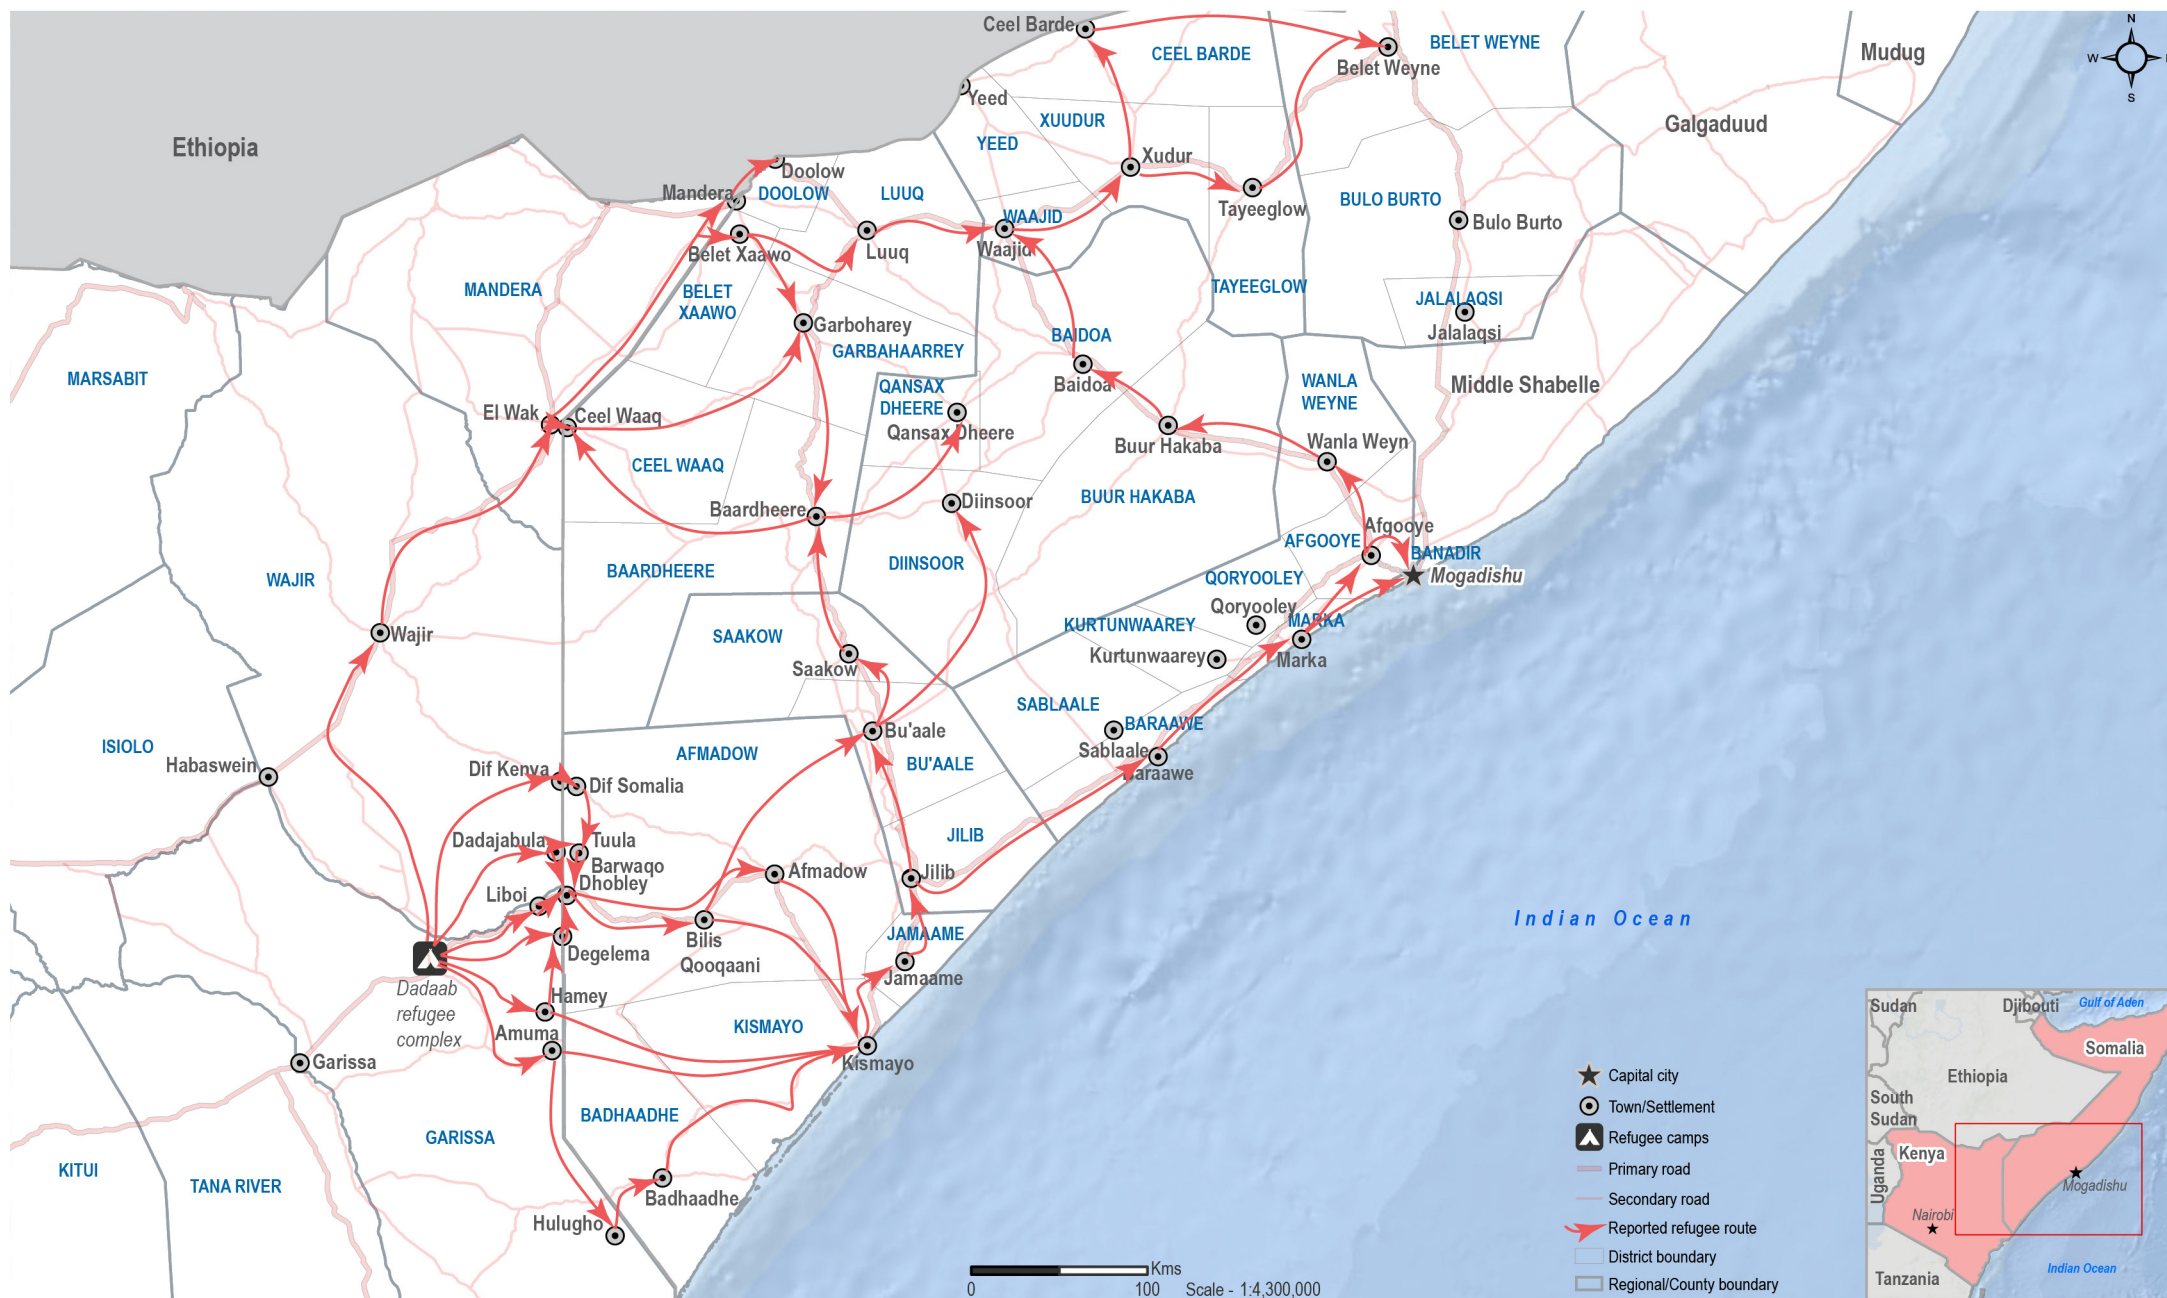 Ceel Barde
CEEL BARDE
BELET WEYNE
Belet Weyne
Mudug
N
W
S
Yeed
XUUDUR
YEED
Galgaduud
Ethiopia
Xudur
Doolow
DOOLOW
Mandera
LUUQ
Tayeeglow
BULO BURTO
Bulo Burto
WAAJID
Waajid
Belet Xaawo
Luuq
MANDERA
BELET
XAAWO
TAYEEGLOW
JALALAQSI
Jalalaqsi
Garboharey
GARBAHAARREY
BAIDOA
Baidoa
MARSABIT
QANSAX
DHEERE
Qansax Dheere
WANLA
WEYNE
Middle Shabelle
El Wak
Ceel Waaq
Buur Hakaba
Wanla Weyn
CEEL WAAQ
BUUR HAKABA
Baardheere
Diinsoor
Afgooye
AFGOOYE
BANADIR
Mogadishu
WAJIR
BAARDHEERE
DIINSOOR
QORYOOLEY
Qoryooley
KURTUNWAAREY
MARKA
Marka
Wajir
SAAKOW
Saakow
Kurtunwaarey
SABLAALE
BARAAWE
Sablaale
Baraawe
ISIOLO
Habaswein
AFMADOW
Bu'aale
BU'AALE
Dif Kenya
Dif Somalia
JILIB
Dadajabula
Tuula
Barwaqo
Dhobley
Afmadow
Jilib
Liboi
Bilis
Qooqaani
JAMAAME
Jamaame
Degelema
Indian Ocean
Dadaab
refugee
complex
Hamey
Amuma
KISMAYO
Kismayo
Garissa
GARISSA
BADHAADHE
KITUI
TANA RIVER
Badhaadhe
Hulugho
Capital city
Town/Settlement
Refugee camps
Primary road
Secondary road
Reported refugee route
District boundary
Regional/County boundary
Kms
0 100 Scale - 1:4,300,000
Sudan
Djibouti
Gulf of Aden
Somalia
Ethiopia
South
Sudan
Kenya
Uganda
Mogadishu
Nairobi
Indian Ocean
Tanzania